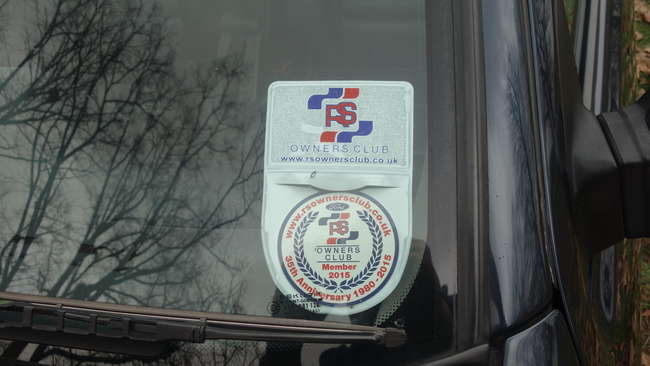 RS
OWNERS CLUB
www.rsownersclub.co.uk
www.rsownersclub.co.uk
Ford
RS
OWNERS
CLUB
Member
2015
35th Anniversary 1980-2015